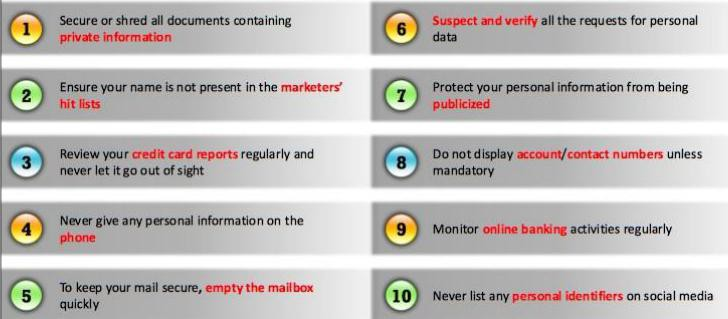 1
Secure or shred all documents containing
private information
2
Ensure your name is not present in the marketers'
hit lists
3
Review your credit card reports regularly and
never let it go out of sight
4
Never give any personal information on the
phone
5
To keep your mail secure, empty the mailbox
quickly
6
Suspect and verify all the requests for personal
data
7
Protect your personal information from being
publicized
8
Do not display account/contact numbers unless
mandatory
9
Monitor online banking activities regularly
10
Never list any personal identifiers on social media